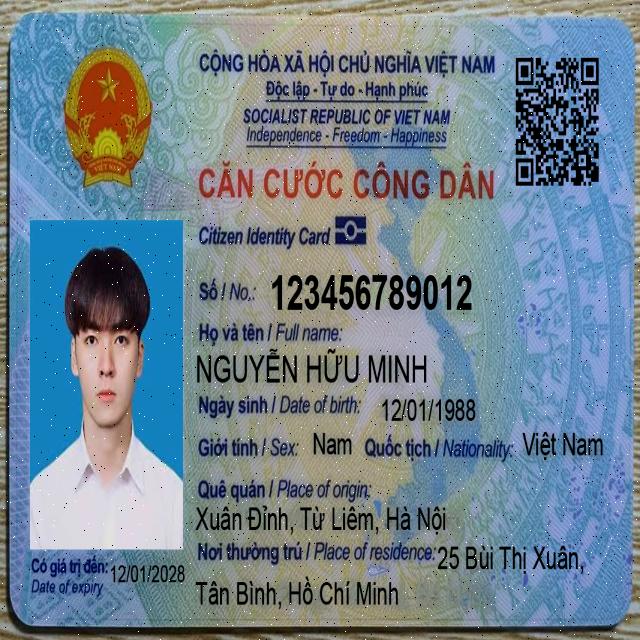 CỘNG HÒA XÃ HỘI CHỦ NGHĨA VIỆT NAM
Độc lập - Tự do - Hạnh phúc
SOCIALIST REPUBLIC OF VIET NAM
Independence - Freedom - Happiness
CĂN CƯỚC CÔNG DÂN
Citizen Identity Card
Số / No.: 123456789012
Họ và tên / Full name:
NGUYỄN HỮU MINH
Ngày sinh / Date of birth: 12/01/1988
Giới tính / Sex: Nam Quốc tịch / Nationality: Việt Nam
Quê quán / Place of origin:
Xuân Đỉnh, Từ Liêm, Hà Nội
Nơi thường trú / Place of residence: 25 Bùi Thị Xuân,
Tân Bình, Hồ Chí Minh
Có giá trị đến: 12/01/2028
Date of expiry
VIỆT NAM